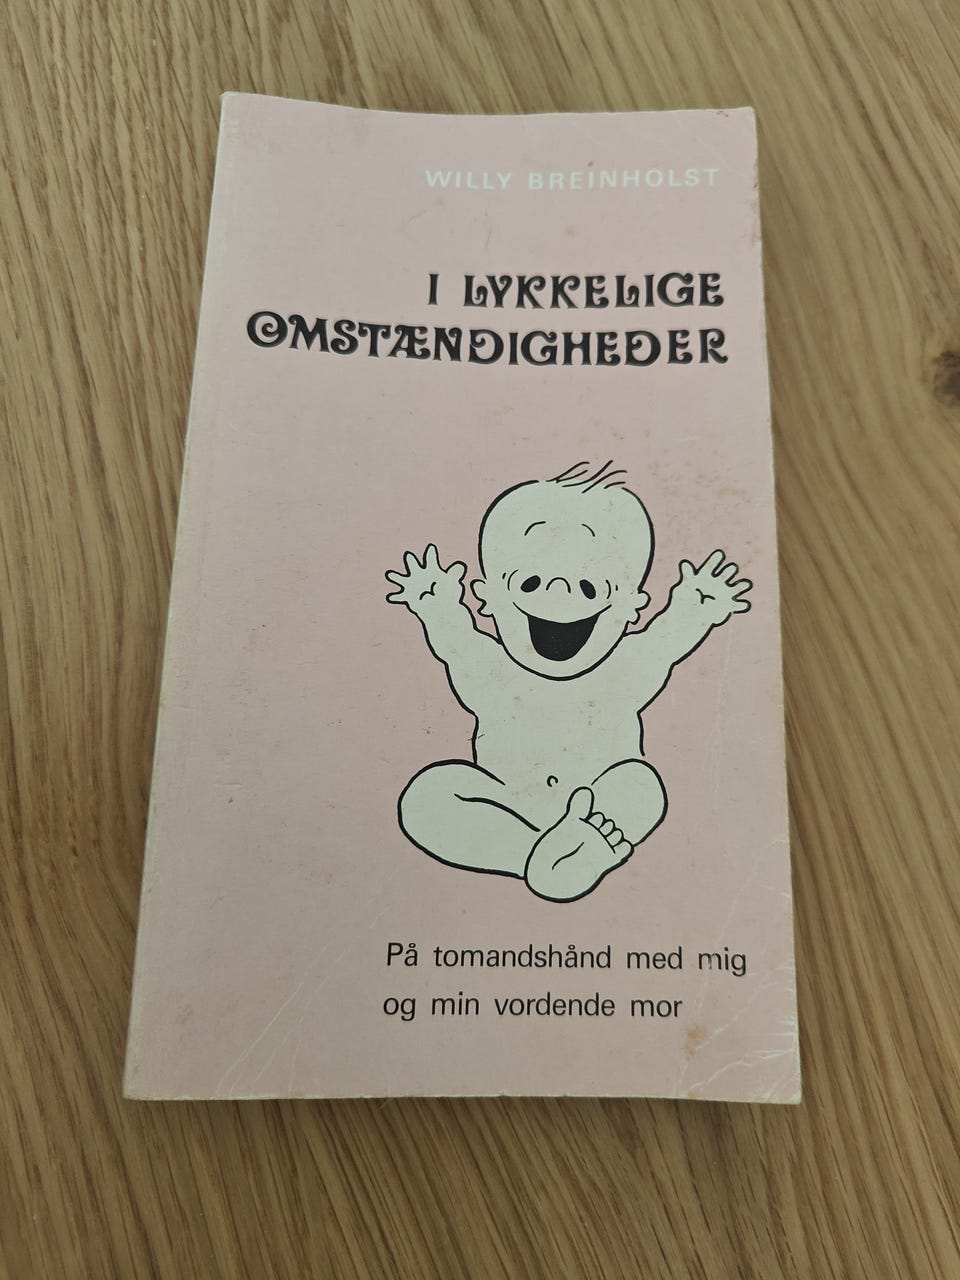 WILLY BREINHOLST
I LYKKELIGE
OMSTÆNDIGHEDER
På tomandshånd med mig
og min vordende mor